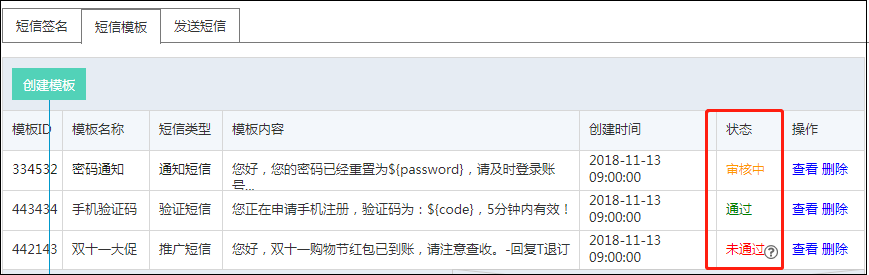 短信签名 短信模板 发送短信
创建模板
模板ID 模板名称 短信类型 模板内容 创建时间 状态 操作
334532 密码通知 通知短信 您好，您的密码已经重置为${password}，请及时登录账号... 2018-11-13 09:00:00 审核中 查看 删除
443434 手机验证码 验证短信 您正在申请手机注册，验证码为：${code}，5分钟内有效！ 2018-11-13 09:00:00 通过 查看 删除
442143 双十一大促 推广短信 您好，双十一购物节红包已到账，请注意查收。-回复T退订 2018-11-13 09:00:00 未通过 ? 查看 删除